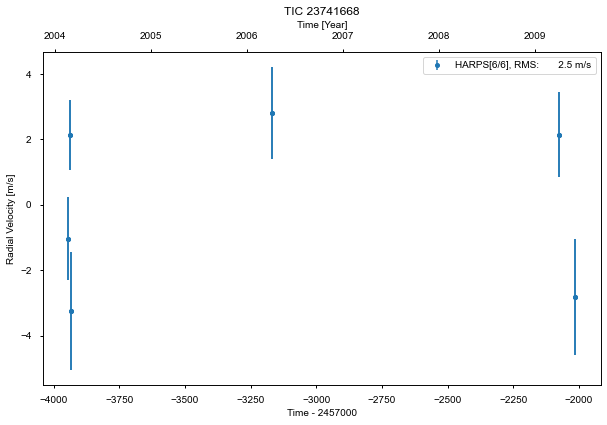 TIC 23741668
Time [Year]
2004 2005 2006 2007 2008 2009
HARPS[6/6], RMS: 2.5 m/s
4
2
0
−2
−4
Radial Velocity [m/s]
−4000 −3750 −3500 −3250 −3000 −2750 −2500 −2250 −2000
Time - 2457000